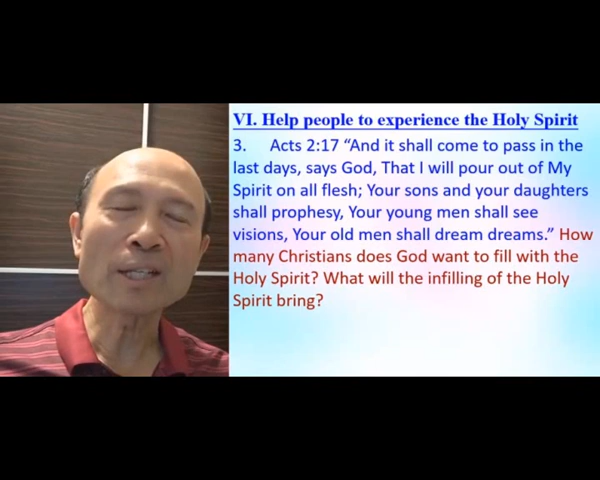 VI. Help people to experience the Holy Spirit
3. Acts 2:17 “And it shall come to pass in the
last days, says God, That I will pour out of My
Spirit on all flesh; Your sons and your daughters
shall prophesy, Your young men shall see
visions, Your old men shall dream dreams.” How
many Christians does God want to fill with the
Holy Spirit? What will the infilling of the Holy
Spirit bring?